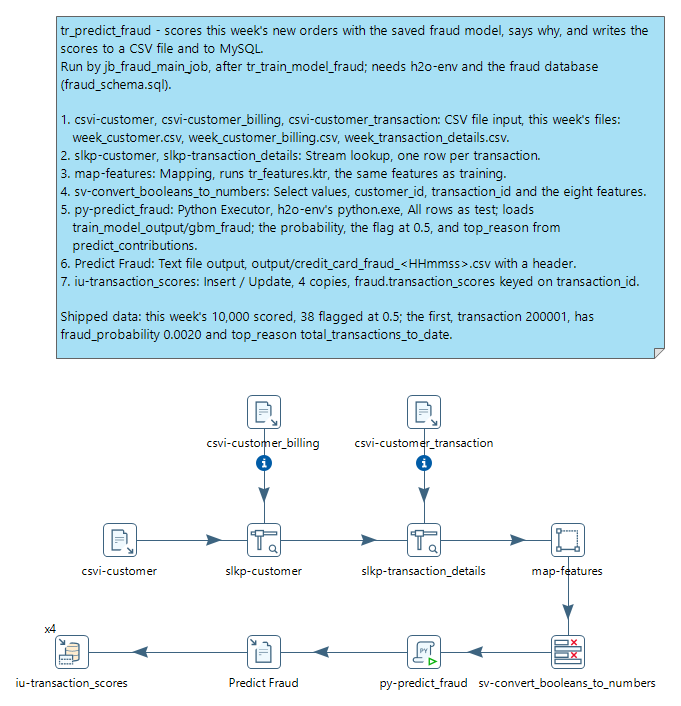 tr_predict_fraud - scores this week's new orders with the saved fraud model, says why, and writes the
scores to a CSV file and to MySQL.
Run by jb_fraud_main_job, after tr_train_model_fraud; needs h2o-env and the fraud database
(fraud_schema.sql).
1. csvi-customer, csvi-customer_billing, csvi-customer_transaction: CSV file input, this week's files:
week_customer.csv, week_customer_billing.csv, week_transaction_details.csv.
2. slkp-customer, slkp-transaction_details: Stream lookup, one row per transaction.
3. map-features: Mapping, runs tr_features.ktr, the same features as training.
4. sv-convert_booleans_to_numbers: Select values, customer_id, transaction_id and the eight features.
5. py-predict_fraud: Python Executor, h2o-env's python.exe, All rows as test; loads
train_model_output/gbm_fraud; the probability, the flag at 0.5, and top_reason from
predict_contributions.
6. Predict Fraud: Text file output, output/credit_card_fraud_<HHmmss>.csv with a header.
7. iu-transaction_scores: Insert / Update, 4 copies, fraud.transaction_scores keyed on transaction_id.
Shipped data: this week's 10,000 scored, 38 flagged at 0.5; the first, transaction 200001, has
fraud_probability 0.0020 and top_reason total_transactions_to_date.
csvi-customer_billing
csvi-customer_transaction
csvi-customer
slkp-customer
slkp-transaction_details
map-features
x4
iu-transaction_scores
Predict Fraud
PY
py-predict_fraud
sv-convert_booleans_to_numbers